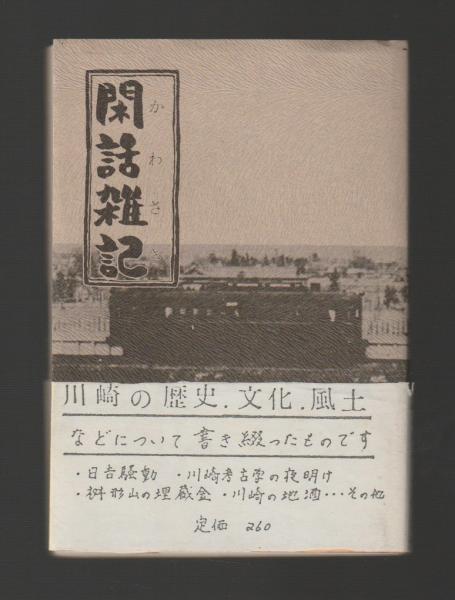 閑話雑記
かわさき
川崎の歴史.文化.風土
などについて書き綴ったものです
・日吉騒動 ・川崎考古学の夜明け
・桝形山の埋蔵金 ・川崎の地酒…その他
定価 260